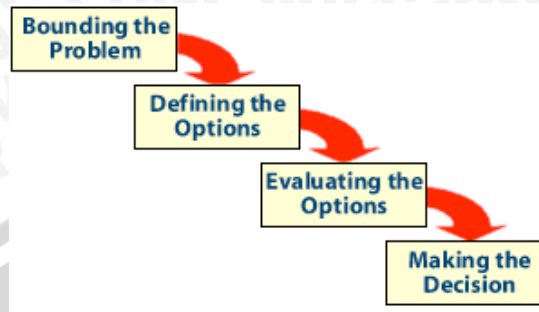 Bounding the
Problem
Defining the
Options
Evaluating the
Options
Making the
Decision